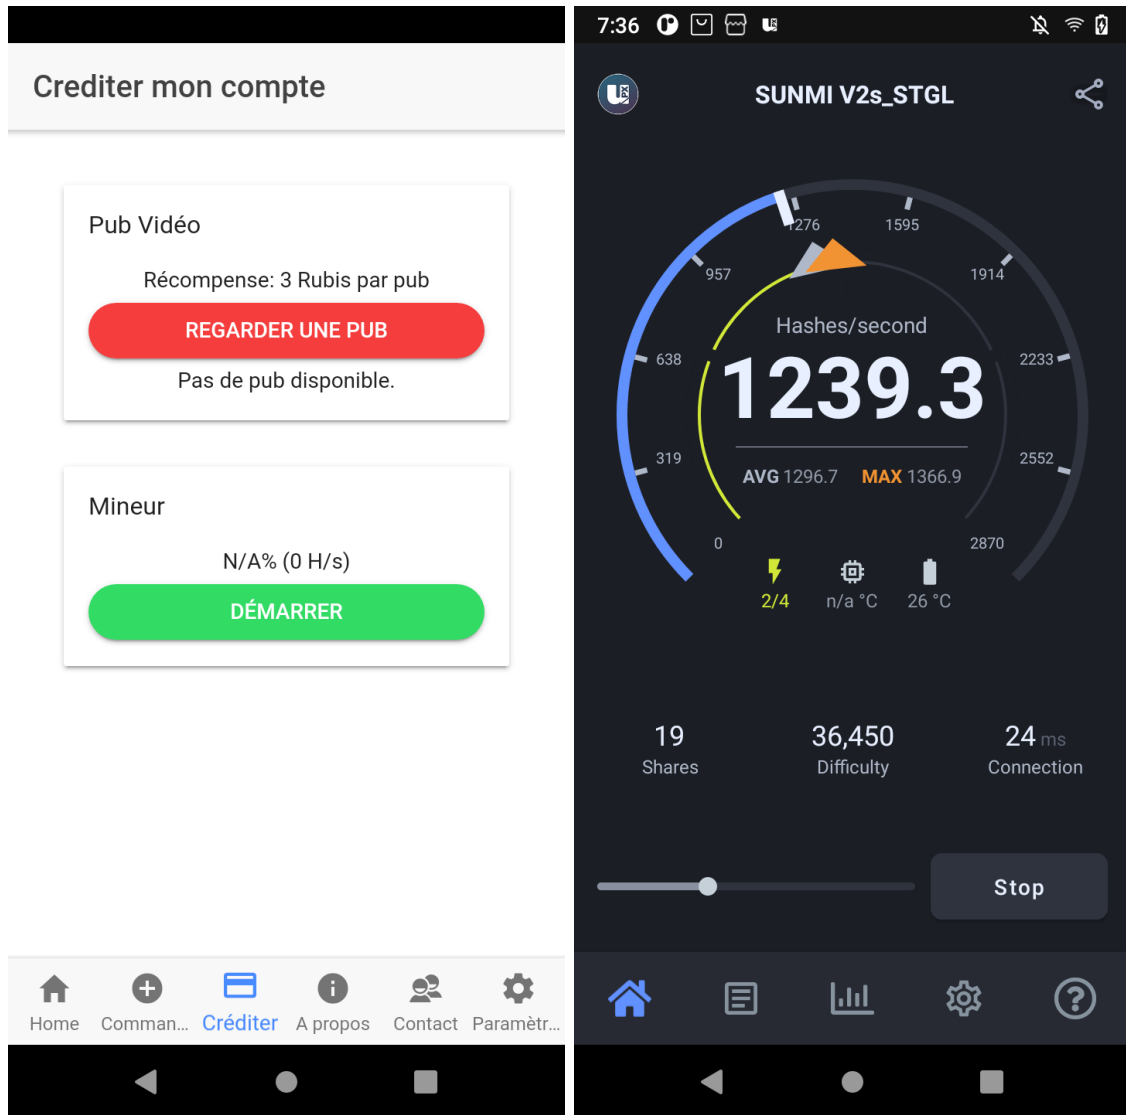 Crediter mon compte
Pub Vidéo
Récompense: 3 Rubis par pub
REGARDER UNE PUB
Pas de pub disponible.
Mineur
N/A% (0 H/s)
DÉMARRER
Home
Comman...
Créditer
A propos
Contact
Paramètr...
7:36
SUNMI V2s_STGL
1276
1595
957
1914
Hashes/second
638
2233
1239.3
319
2552
AVG 1296.7 MAX 1366.9
0
2870
2/4
n/a °C
26 °C
19
36,450
24 ms
Shares
Difficulty
Connection
Stop